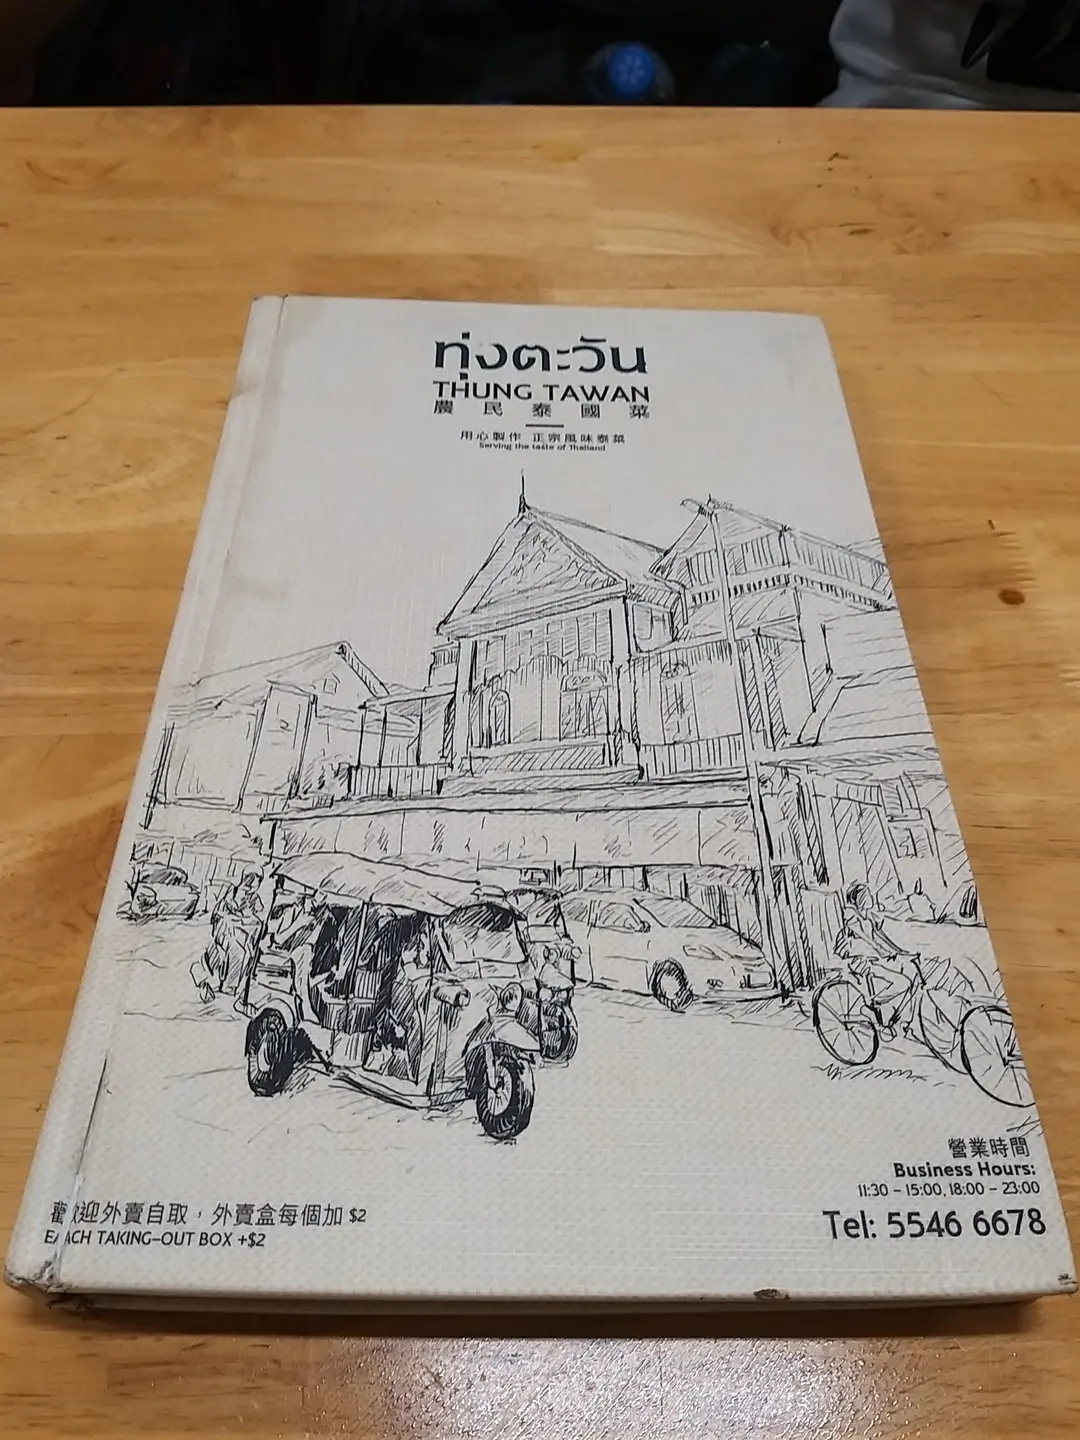 ทุ่งตะวัน
THUNG TAWAN
農民泰國菜
用心製作 正宗風味泰菜
Serving the taste of Thailand
營業時間
Business Hours:
11:30 – 15:00, 18:00 – 23:00
Tel: 5546 6678
歡迎外賣自取，外賣盒每個加 $2
EACH TAKING-OUT BOX +$2